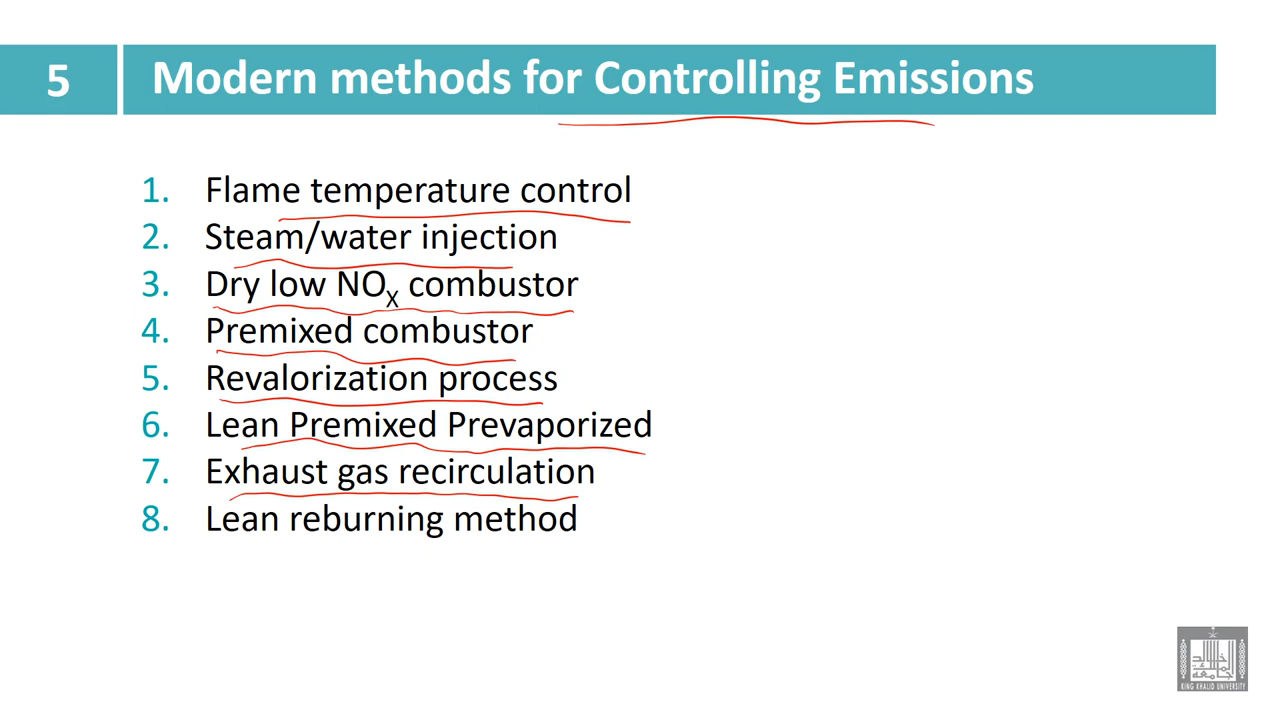 5
Modern methods for Controlling Emissions
1. Flame temperature control
2. Steam/water injection
3. Dry low NOX combustor
4. Premixed combustor
5. Revalorization process
6. Lean Premixed Prevaporized
7. Exhaust gas recirculation
8. Lean reburning method
KING KHALID UNIVERSITY